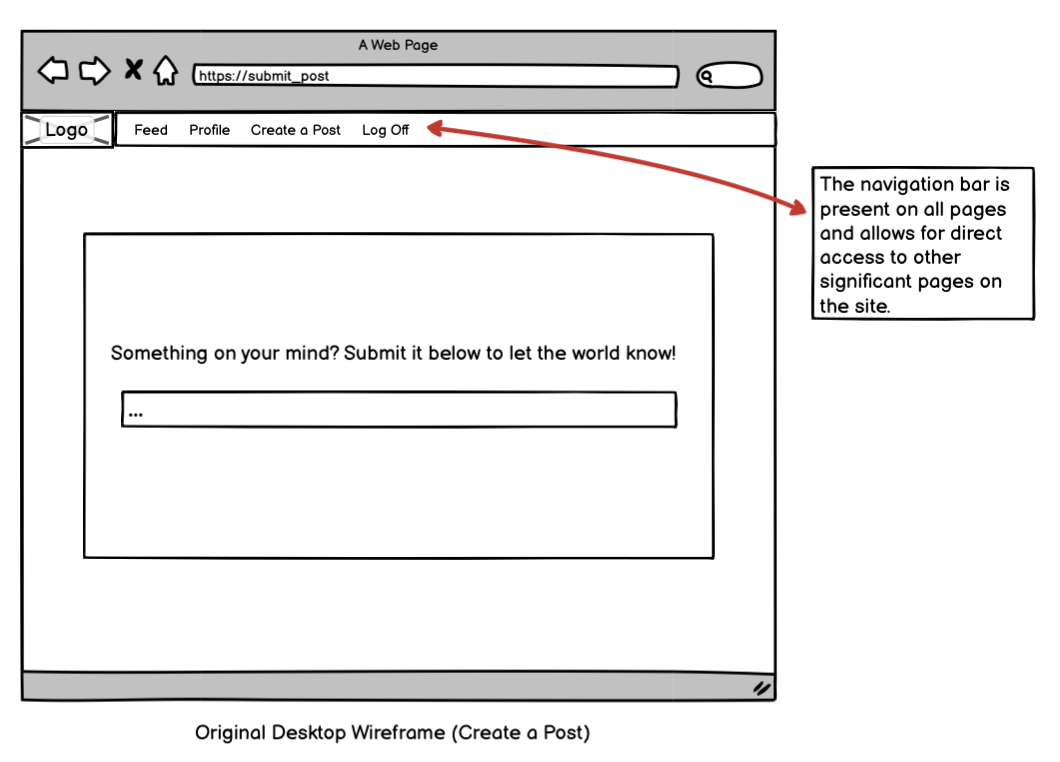 A Web Page
https://submit_post
Logo
Feed Profile Create a Post Log Off
The navigation bar is
present on all pages
and allows for direct
access to other
significant pages on
the site.
Something on your mind? Submit it below to let the world know!
...
Original Desktop Wireframe (Create a Post)